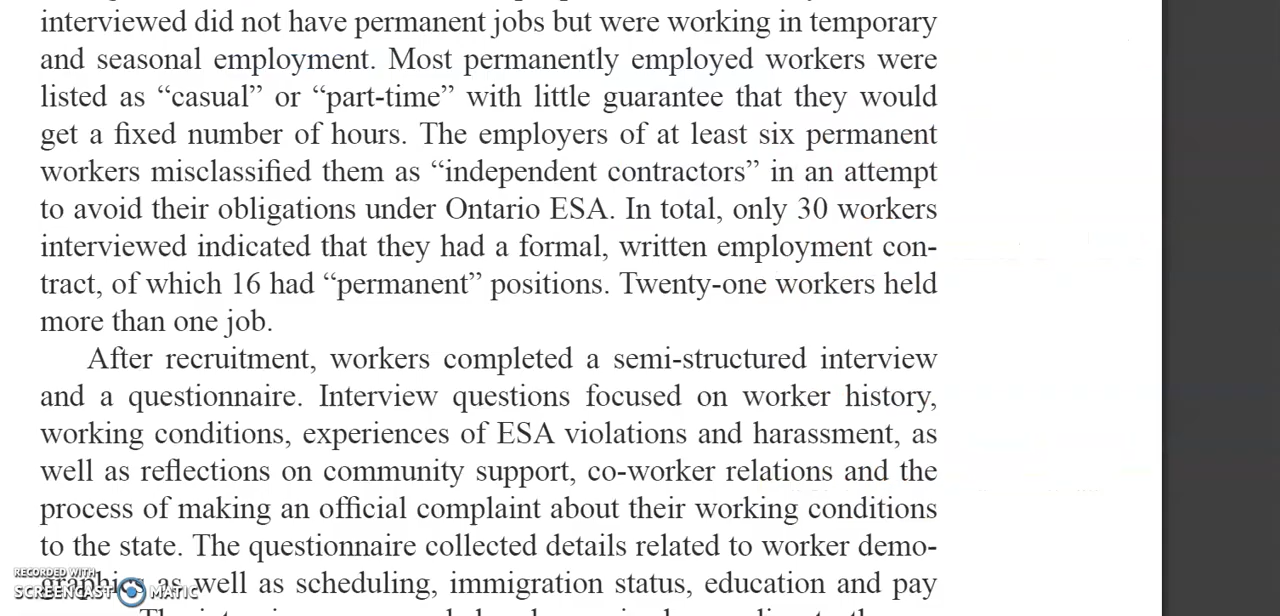 interviewed did not have permanent jobs but were working in temporary
and seasonal employment. Most permanently employed workers were
listed as “casual” or “part-time” with little guarantee that they would
get a fixed number of hours. The employers of at least six permanent
workers misclassified them as “independent contractors” in an attempt
to avoid their obligations under Ontario ESA. In total, only 30 workers
interviewed indicated that they had a formal, written employment con-
tract, of which 16 had “permanent” positions. Twenty-one workers held
more than one job.
After recruitment, workers completed a semi-structured interview
and a questionnaire. Interview questions focused on worker history,
working conditions, experiences of ESA violations and harassment, as
well as reflections on community support, co-worker relations and the
process of making an official complaint about their working conditions
to the state. The questionnaire collected details related to worker demo-
graphics as well as scheduling, immigration status, education and pay
RECORDED WITH
SCREENCAST MATIC